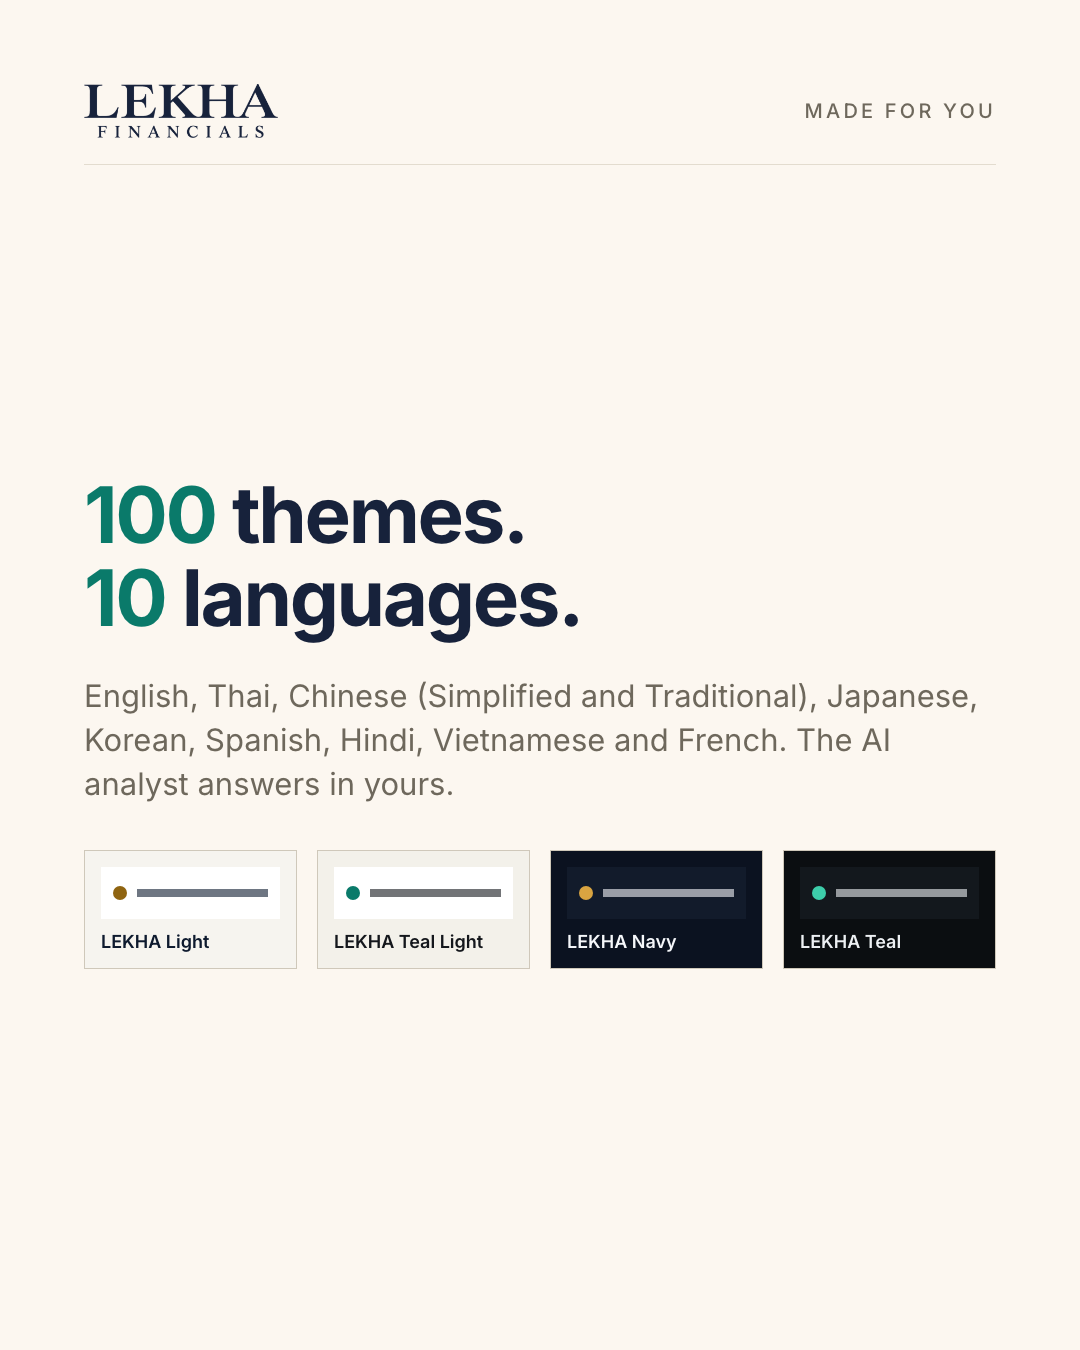 LEKHA
FINANCIALS
MADE FOR YOU
100 themes.
10 languages.
English, Thai, Chinese (Simplified and Traditional), Japanese,
Korean, Spanish, Hindi, Vietnamese and French. The AI
analyst answers in yours.
LEKHA Light
LEKHA Teal Light
LEKHA Navy
LEKHA Teal